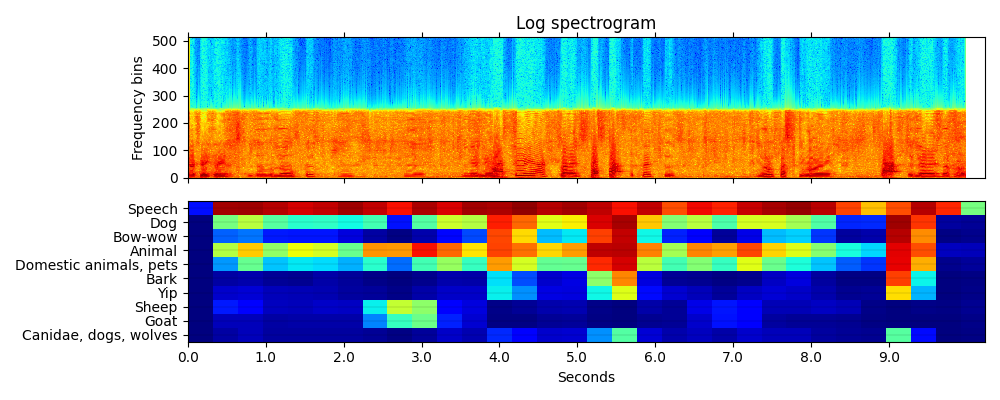 Log spectrogram
500
400
300
200
100
0
Frequency bins
Speech
Dog
Bow-wow
Animal
Domestic animals, pets
Bark
Yip
Sheep
Goat
Canidae, dogs, wolves
0.0 1.0 2.0 3.0 4.0 5.0 6.0 7.0 8.0 9.0
Seconds